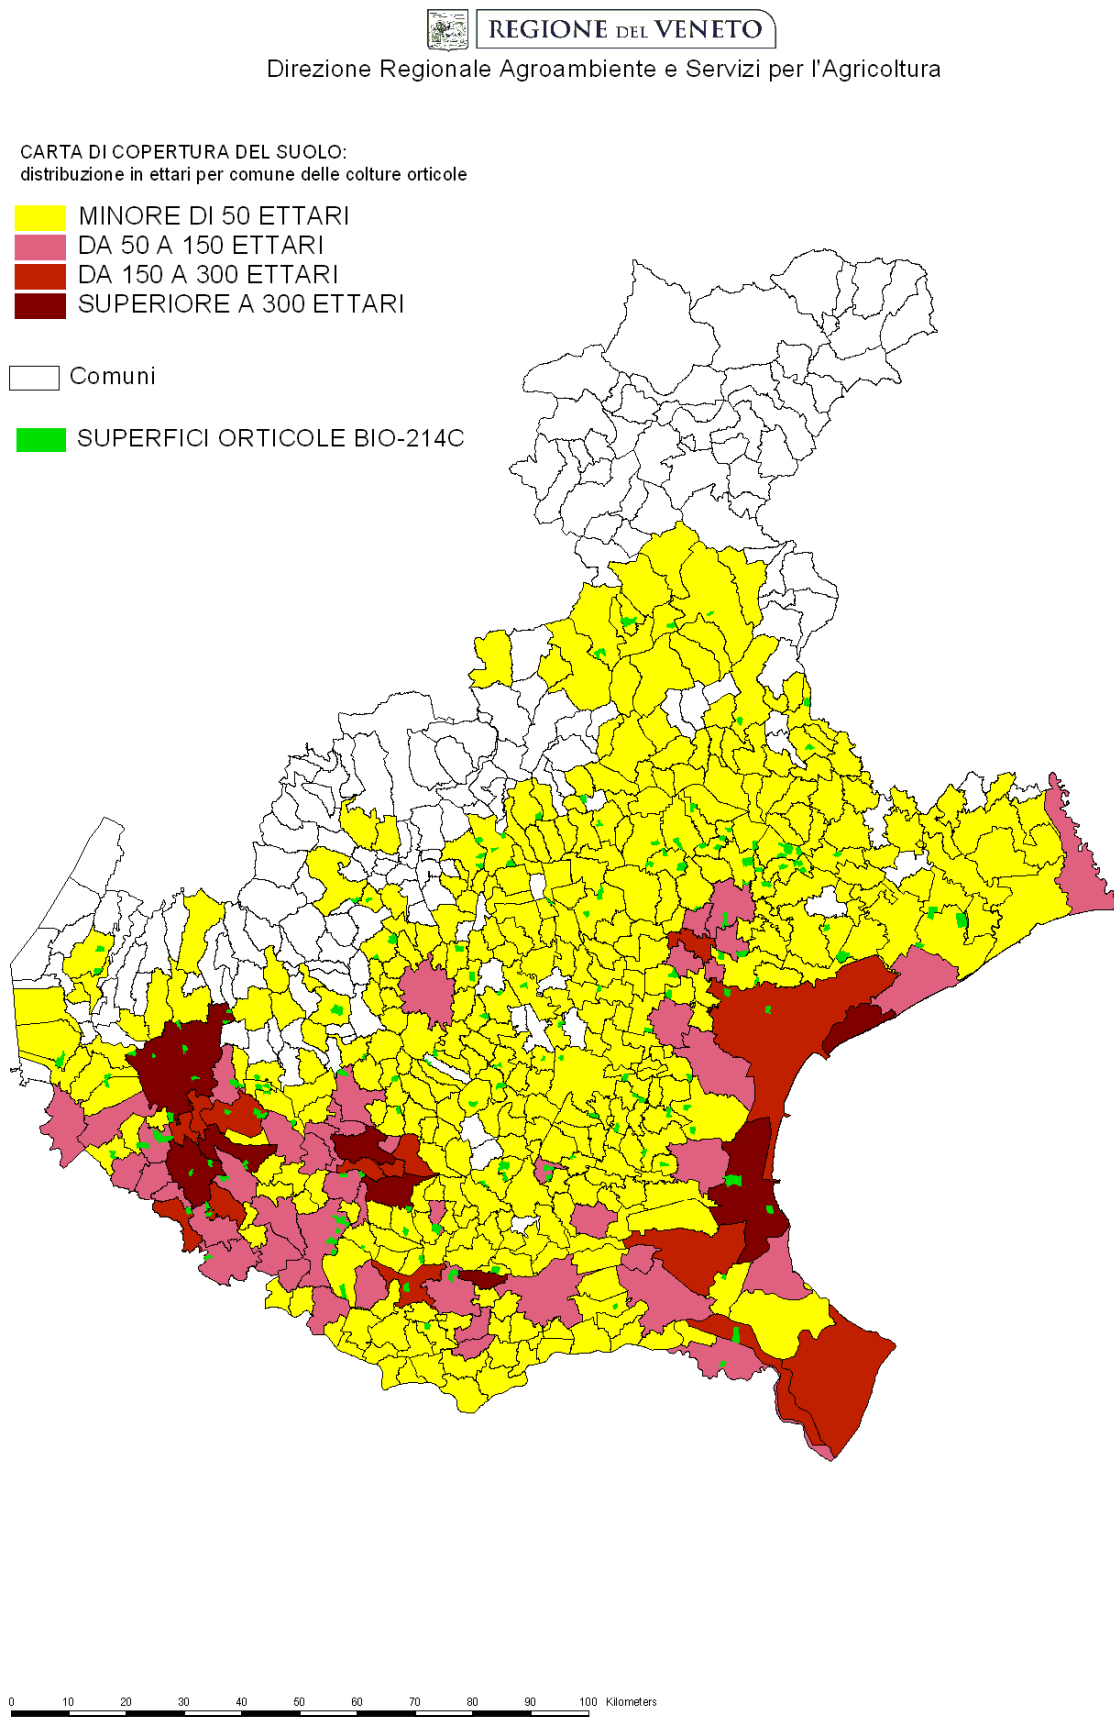 REGIONE DEL VENETO
Direzione Regionale Agroambiente e Servizi per l'Agricoltura
CARTA DI COPERTURA DEL SUOLO:
distribuzione in ettari per comune delle colture orticole
MINORE DI 50 ETTARI
DA 50 A 150 ETTARI
DA 150 A 300 ETTARI
SUPERIORE A 300 ETTARI
Comuni
SUPERFICI ORTICOLE BIO-214C
0 10 20 30 40 50 60 70 80 90 100 Kilometers